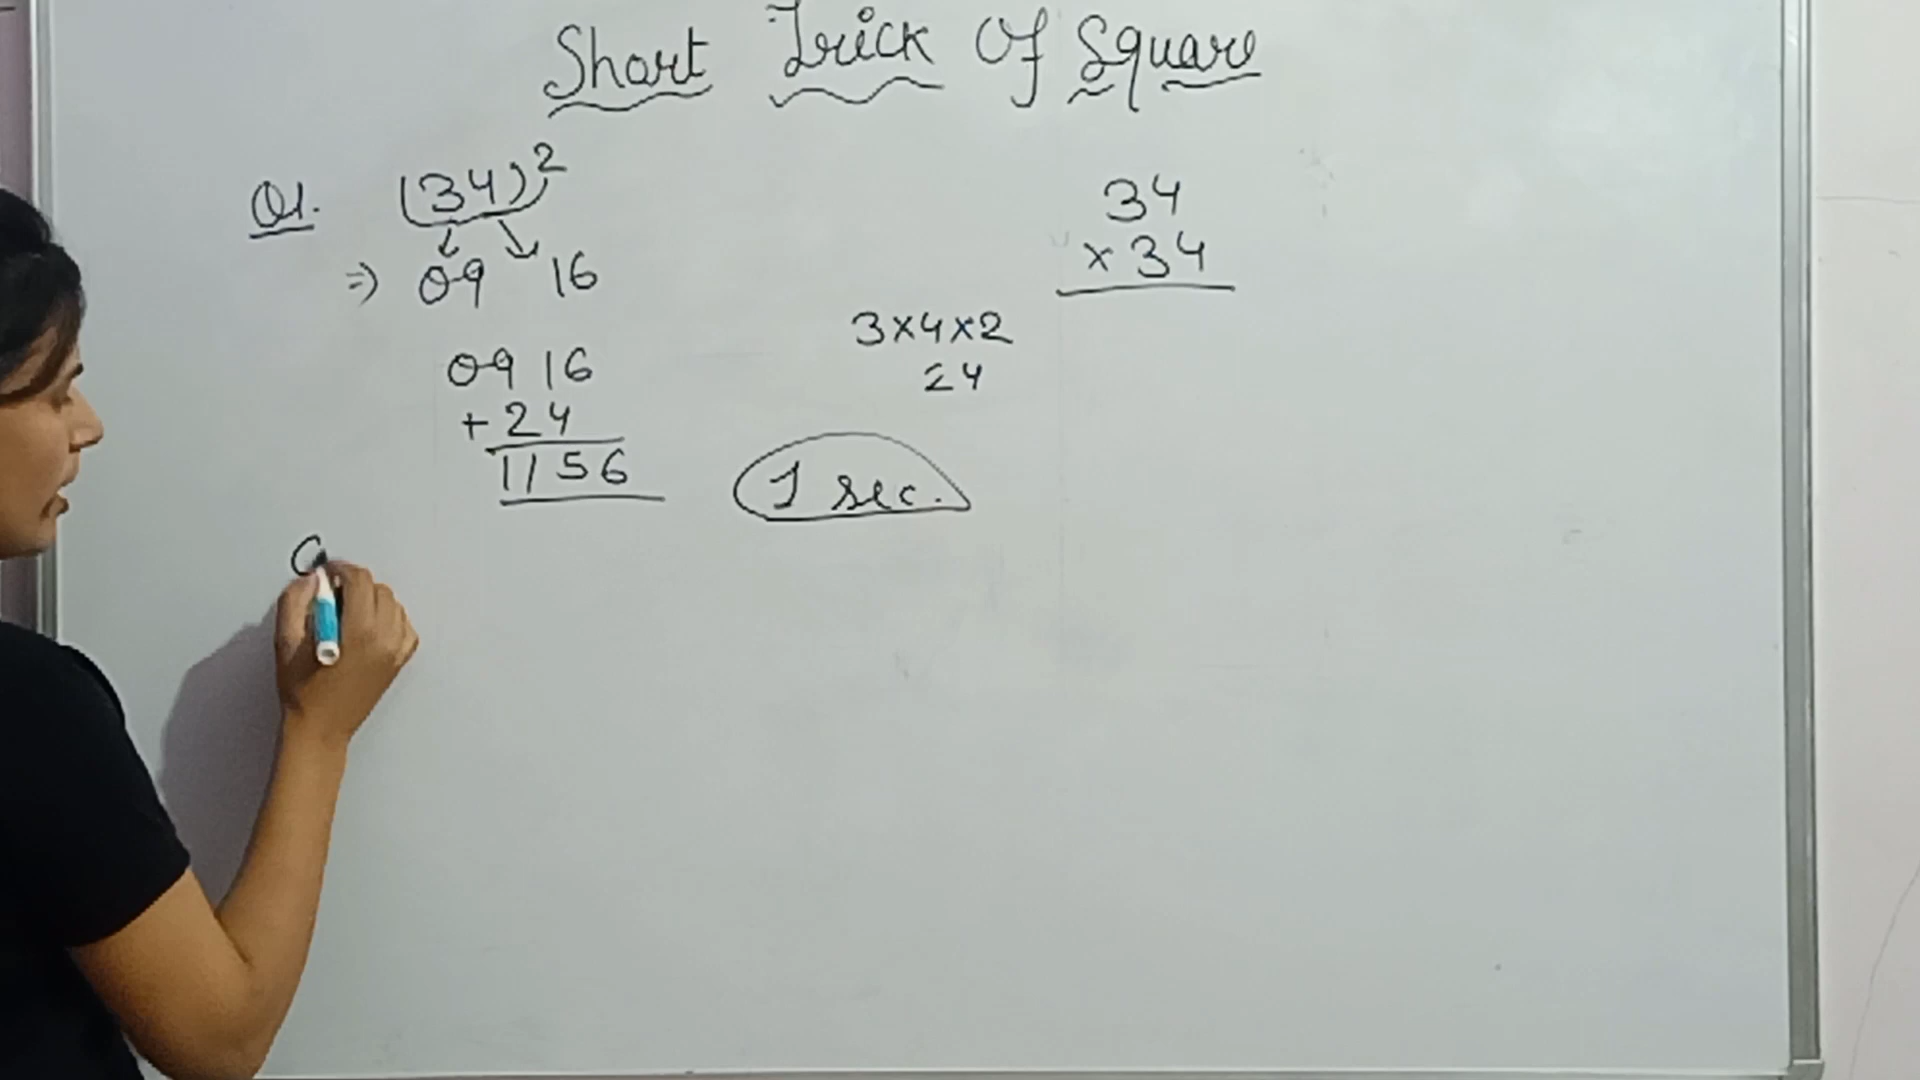 Short Trick Of Square
Q1. (34)²
=> 09 16
09 16
+ 24
1156
34
× 34
3×4×2
24
1 sec.